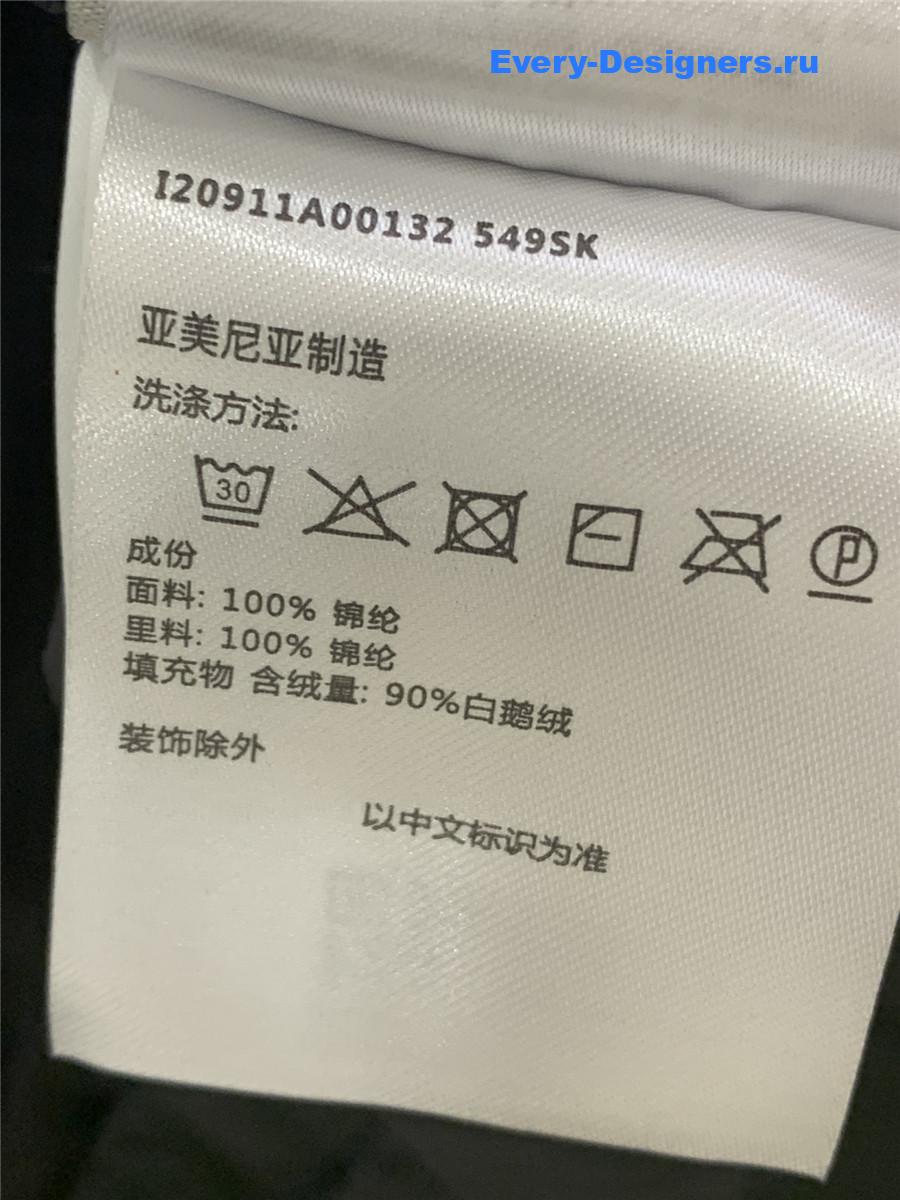 Every-Designers.ru
I20911A00132 549SK
亚美尼亚制造
洗涤方法:
30
P
成份
面料: 100% 锦纶
里料: 100% 锦纶
填充物 含绒量: 90%白鹅绒
装饰除外
以中文标识为准